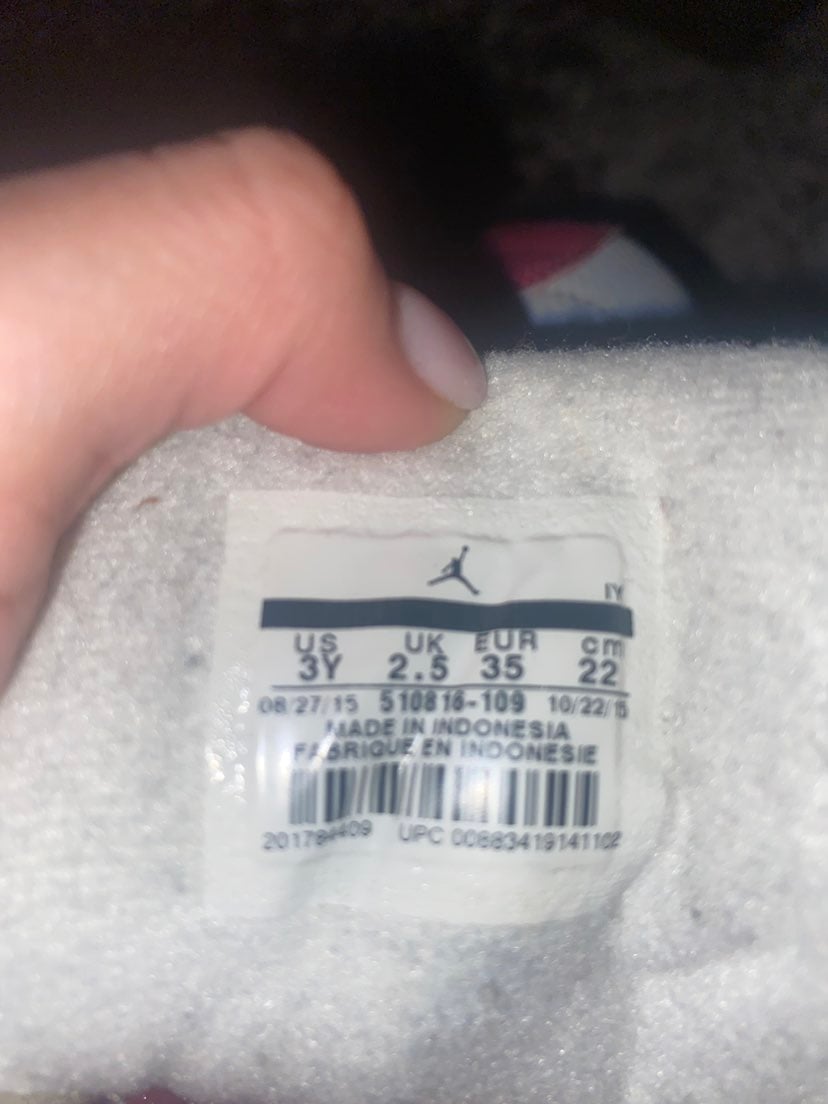 IY
US UK EUR cm
3Y 2.5 35 22
08/27/15 510816-109 10/22/15
MADE IN INDONESIA
FABRIQUE EN INDONESIE
UPC 00883419141102